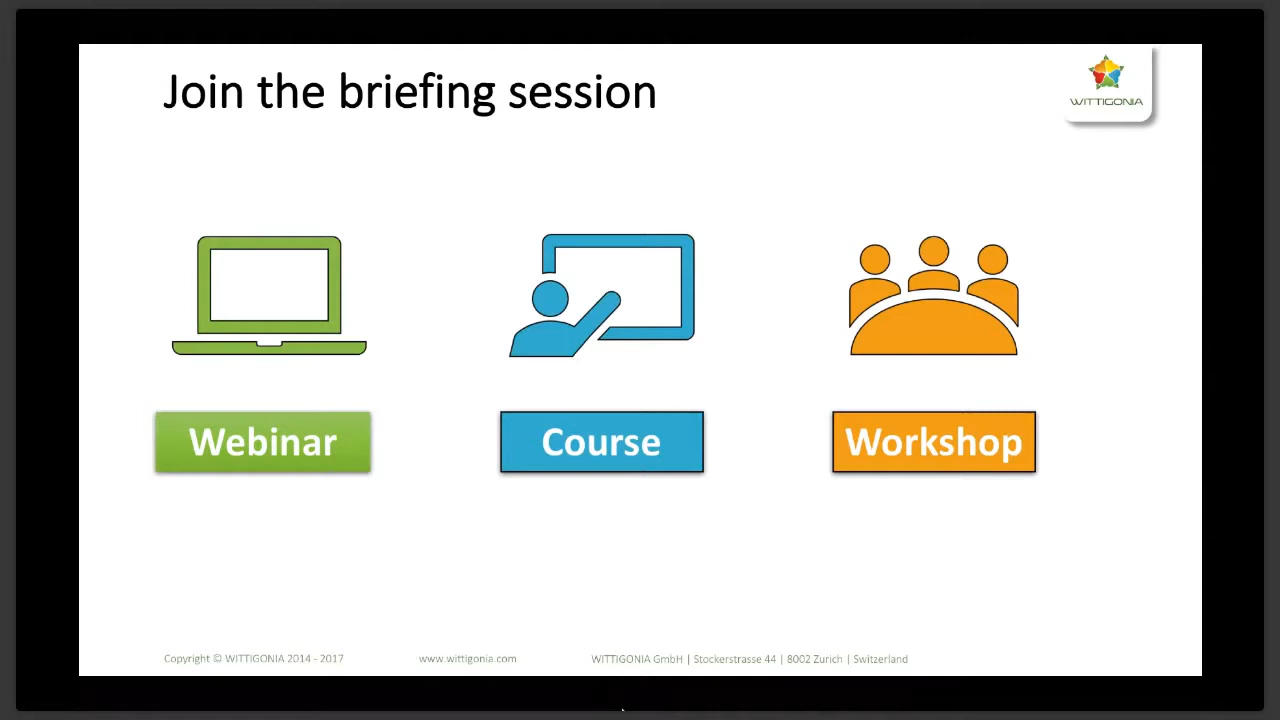 Join the briefing session
WITTIGONIA
Webinar
Course
Workshop
Copyright © WITTIGONIA 2014 - 2017
www.wittigonia.com
WITTIGONIA GmbH | Stockerstrasse 44 | 8002 Zurich | Switzerland